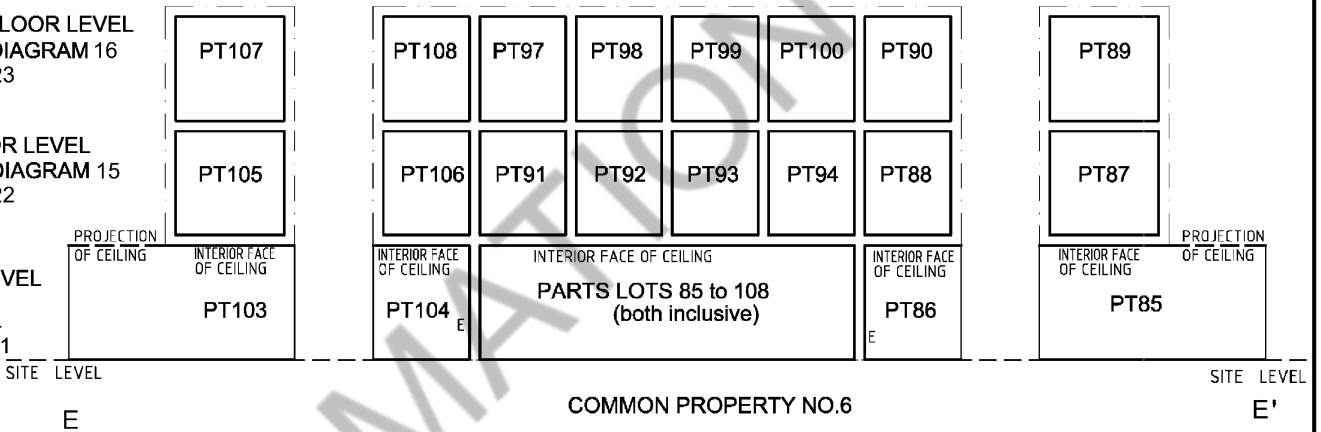 LOOR LEVEL
DIAGRAM 16
23
PT107
PT108
PT97
PT98
PT99
PT100
PT90
PT89
R LEVEL
DIAGRAM 15
22
PT105
PT106
PT91
PT92
PT93
PT94
PT88
PT87
PROJECTION
OF CEILING
INTERIOR FACE
OF CEILING
INTERIOR FACE
OF CEILING
INTERIOR FACE OF CEILING
INTERIOR FACE
OF CEILING
INTERIOR FACE
OF CEILING
PROJECTION
OF CEILING
VEL
1
PT103
PT104
E
PARTS LOTS 85 to 108
(both inclusive)
PT86
E
PT85
SITE LEVEL
SITE LEVEL
E
COMMON PROPERTY NO.6
E'
MATION